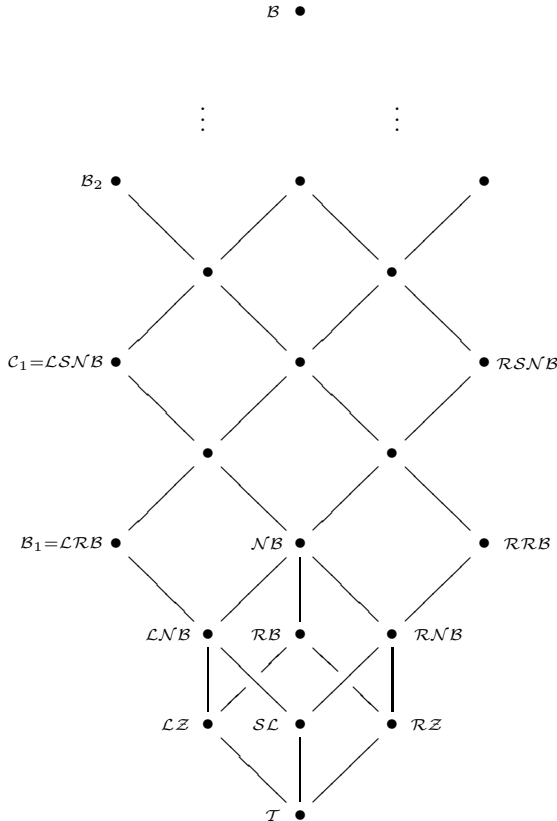 ℬ
⋮ ⋮
ℬ₂
𝒞₁=ℒ𝒮𝒩ℬ ℛ𝒮𝒩ℬ
ℬ₁=ℒℛℬ 𝒩ℬ ℛℛℬ
ℒ𝒩ℬ ℛℬ ℛ𝒩ℬ
ℒ𝒵 𝒮ℒ ℛ𝒵
𝒯